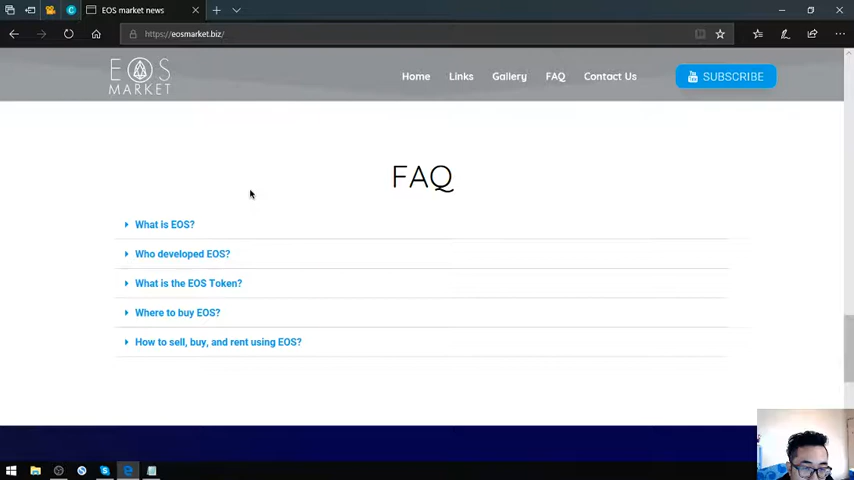 EOS market news
https://eosmarket.biz/
EOS
MARKET
Home
Links
Gallery
FAQ
Contact Us
SUBSCRIBE
FAQ
What is EOS?
Who developed EOS?
What is the EOS Token?
Where to buy EOS?
How to sell, buy, and rent using EOS?